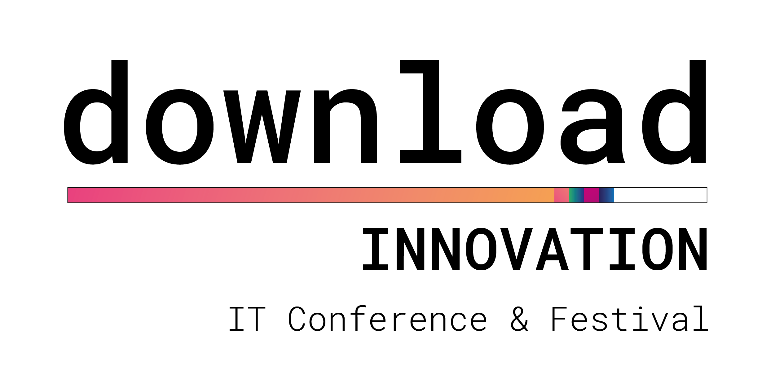 download
INNOVATION
IT Conference & Festival